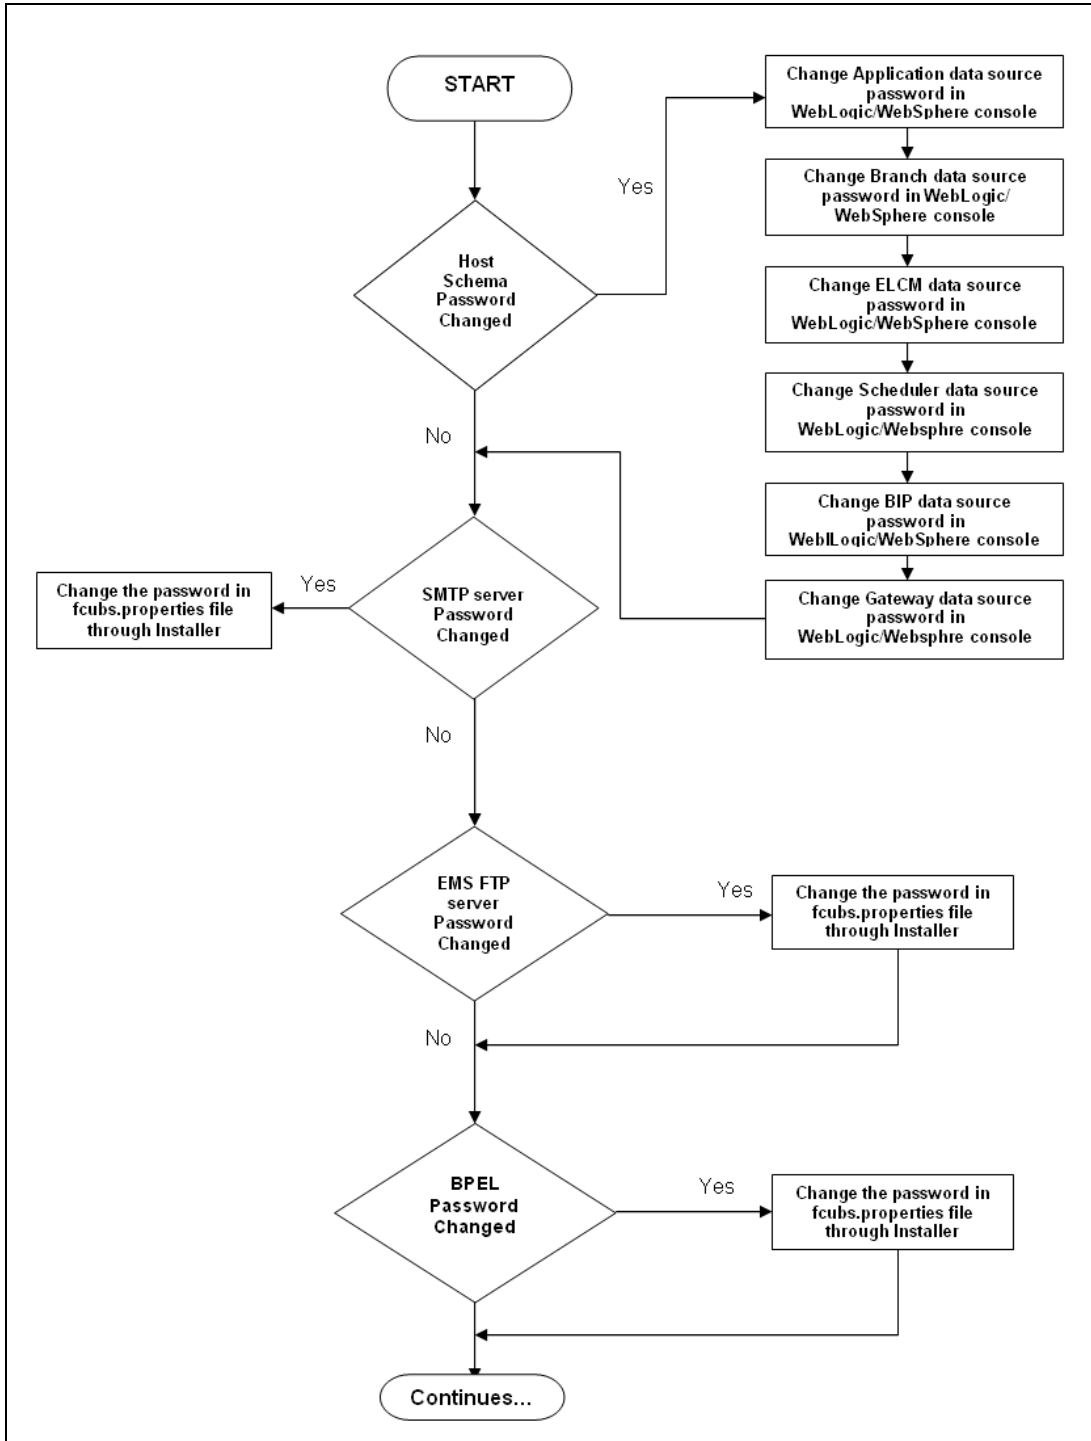 START
Change Application data source
password in
WebLogic/WebSphere console
Yes
Change Branch data source
password in WebLogic/
WebSphere console
Host
Schema
Password
Changed
Change ELCM data source
password in
WebLogic/WebSphere console
Change Scheduler data source
password in
WebLogic/Websphre console
No
Change BIP data source
password in
WeblLogic/WebSphere console
Change the password in
fcubs.properties file
through Installer
Yes
SMTP server
Password
Changed
Change Gateway data source
password in
WebLogic/Websphre console
No
EMS FTP
server
Password
Changed
Yes
Change the password in
fcubs.properties file
through Installer
No
BPEL
Password
Changed
Yes
Change the password in
fcubs.properties file
through Installer
Continues...